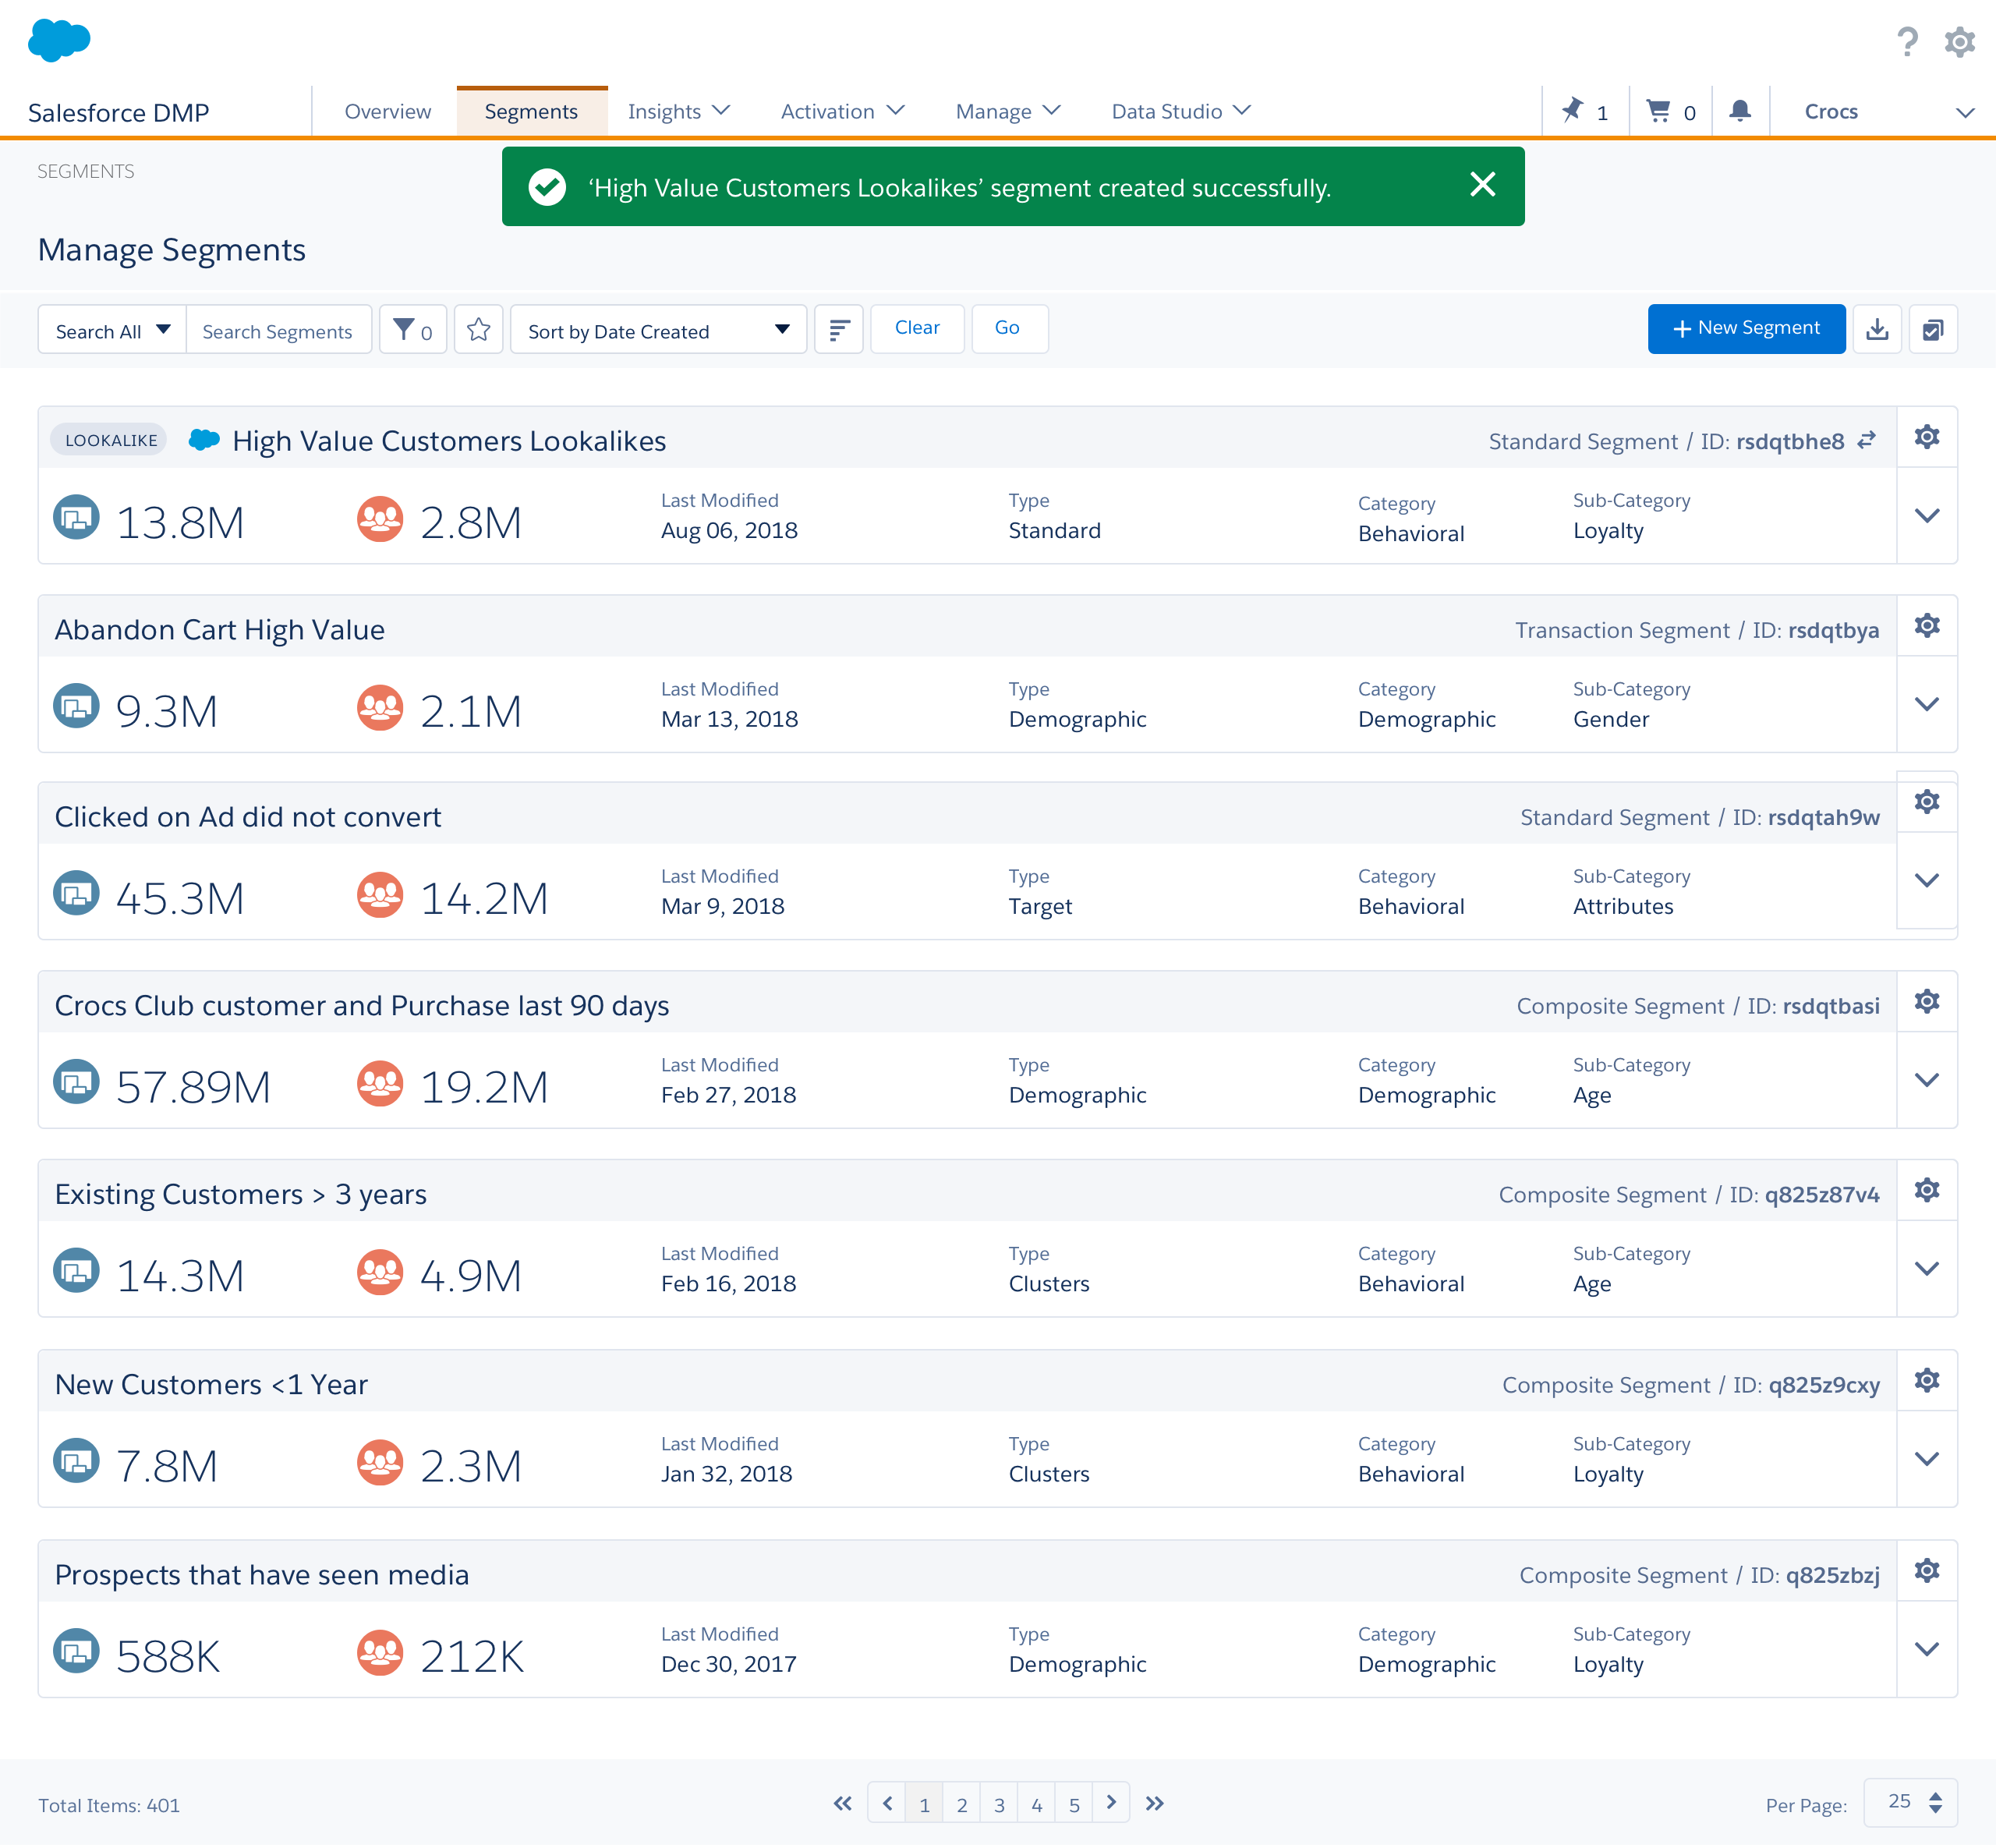 Salesforce DMP
Overview
Segments
Insights
Activation
Manage
Data Studio
1
0
Crocs
SEGMENTS
‘High Value Customers Lookalikes’ segment created successfully.
Manage Segments
Search All
Search Segments
0
Sort by Date Created
Clear
Go
+ New Segment
LOOKALIKE
High Value Customers Lookalikes
Standard Segment / ID: rsdqtbhe8
13.8M
2.8M
Last Modified
Aug 06, 2018
Type
Standard
Category
Behavioral
Sub-Category
Loyalty
Abandon Cart High Value
Transaction Segment / ID: rsdqtbya
9.3M
2.1M
Last Modified
Mar 13, 2018
Type
Demographic
Category
Demographic
Sub-Category
Gender
Clicked on Ad did not convert
Standard Segment / ID: rsdqtah9w
45.3M
14.2M
Last Modified
Mar 9, 2018
Type
Target
Category
Behavioral
Sub-Category
Attributes
Crocs Club customer and Purchase last 90 days
Composite Segment / ID: rsdqtbasi
57.89M
19.2M
Last Modified
Feb 27, 2018
Type
Demographic
Category
Demographic
Sub-Category
Age
Existing Customers > 3 years
Composite Segment / ID: q825z87v4
14.3M
4.9M
Last Modified
Feb 16, 2018
Type
Clusters
Category
Behavioral
Sub-Category
Age
New Customers <1 Year
Composite Segment / ID: q825z9cxy
7.8M
2.3M
Last Modified
Jan 32, 2018
Type
Clusters
Category
Behavioral
Sub-Category
Loyalty
Prospects that have seen media
Composite Segment / ID: q825zbzj
588K
212K
Last Modified
Dec 30, 2017
Type
Demographic
Category
Demographic
Sub-Category
Loyalty
Total Items: 401
1 2 3 4 5
Per Page: 25